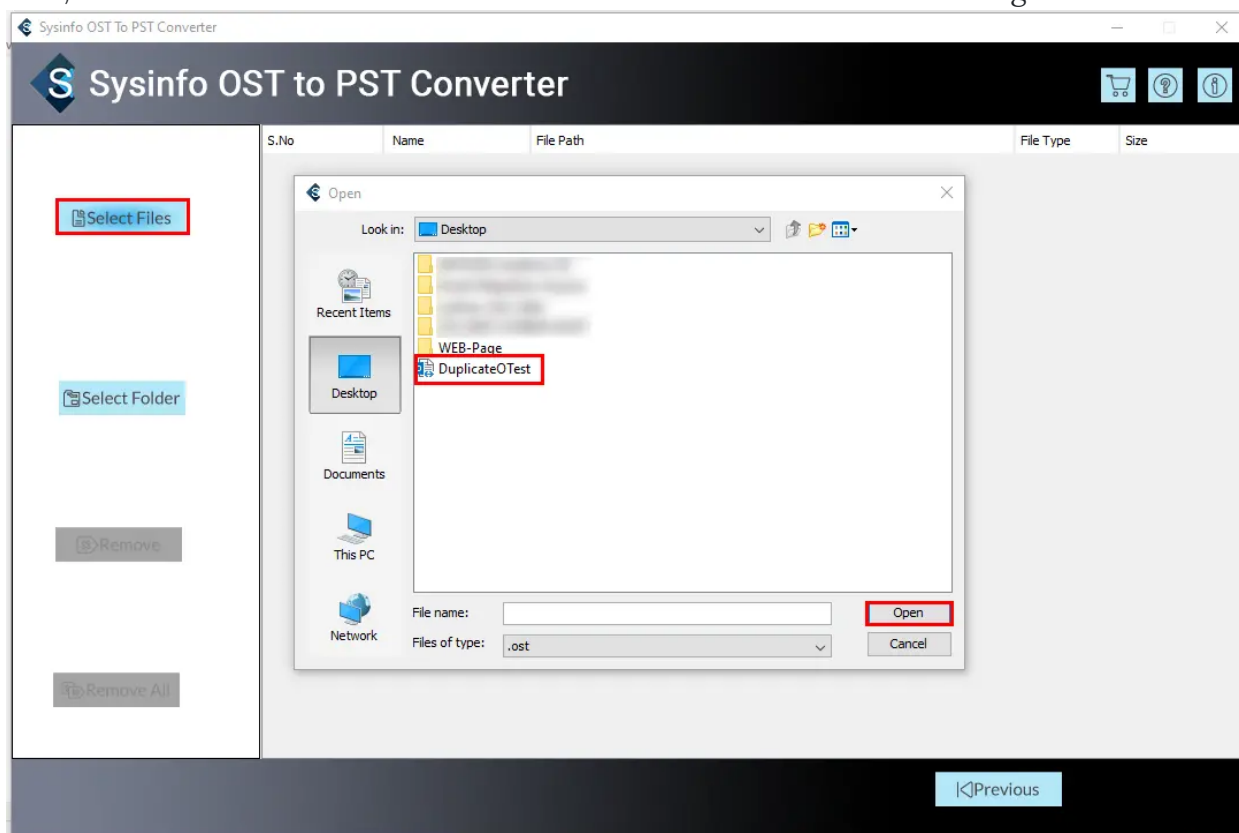 Sysinfo OST To PST Converter
Sysinfo OST to PST Converter
S.No Name File Path File Type Size
Select Files
Select Folder
Remove
Remove All
Open
Look in: Desktop
Recent Items
Desktop
Documents
This PC
Network
WEB-Page
DuplicateOTest
File name: Open
Files of type: .ost Cancel
Previous